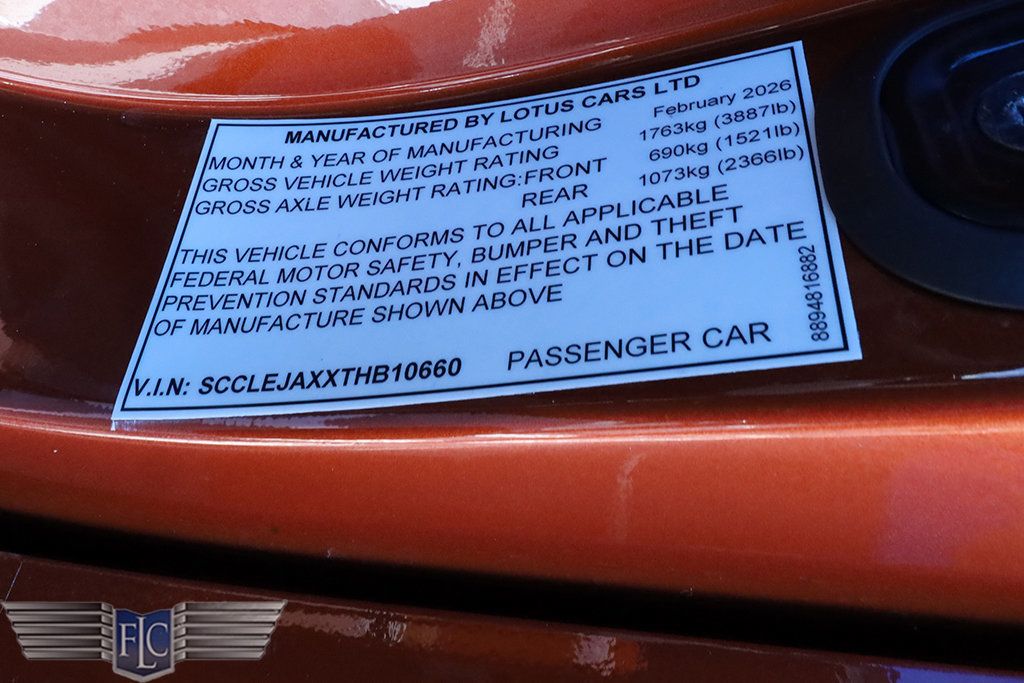 MANUFACTURED BY LOTUS CARS LTD
MONTH & YEAR OF MANUFACTURING February 2026
GROSS VEHICLE WEIGHT RATING 1763kg (3887lb)
GROSS AXLE WEIGHT RATING: FRONT 690kg (1521lb)
REAR 1073kg (2366lb)
THIS VEHICLE CONFORMS TO ALL APPLICABLE
FEDERAL MOTOR SAFETY, BUMPER AND THEFT
PREVENTION STANDARDS IN EFFECT ON THE DATE
OF MANUFACTURE SHOWN ABOVE
8894816882
V.I.N: SCCLEJAXXTHB10660 PASSENGER CAR
FLC